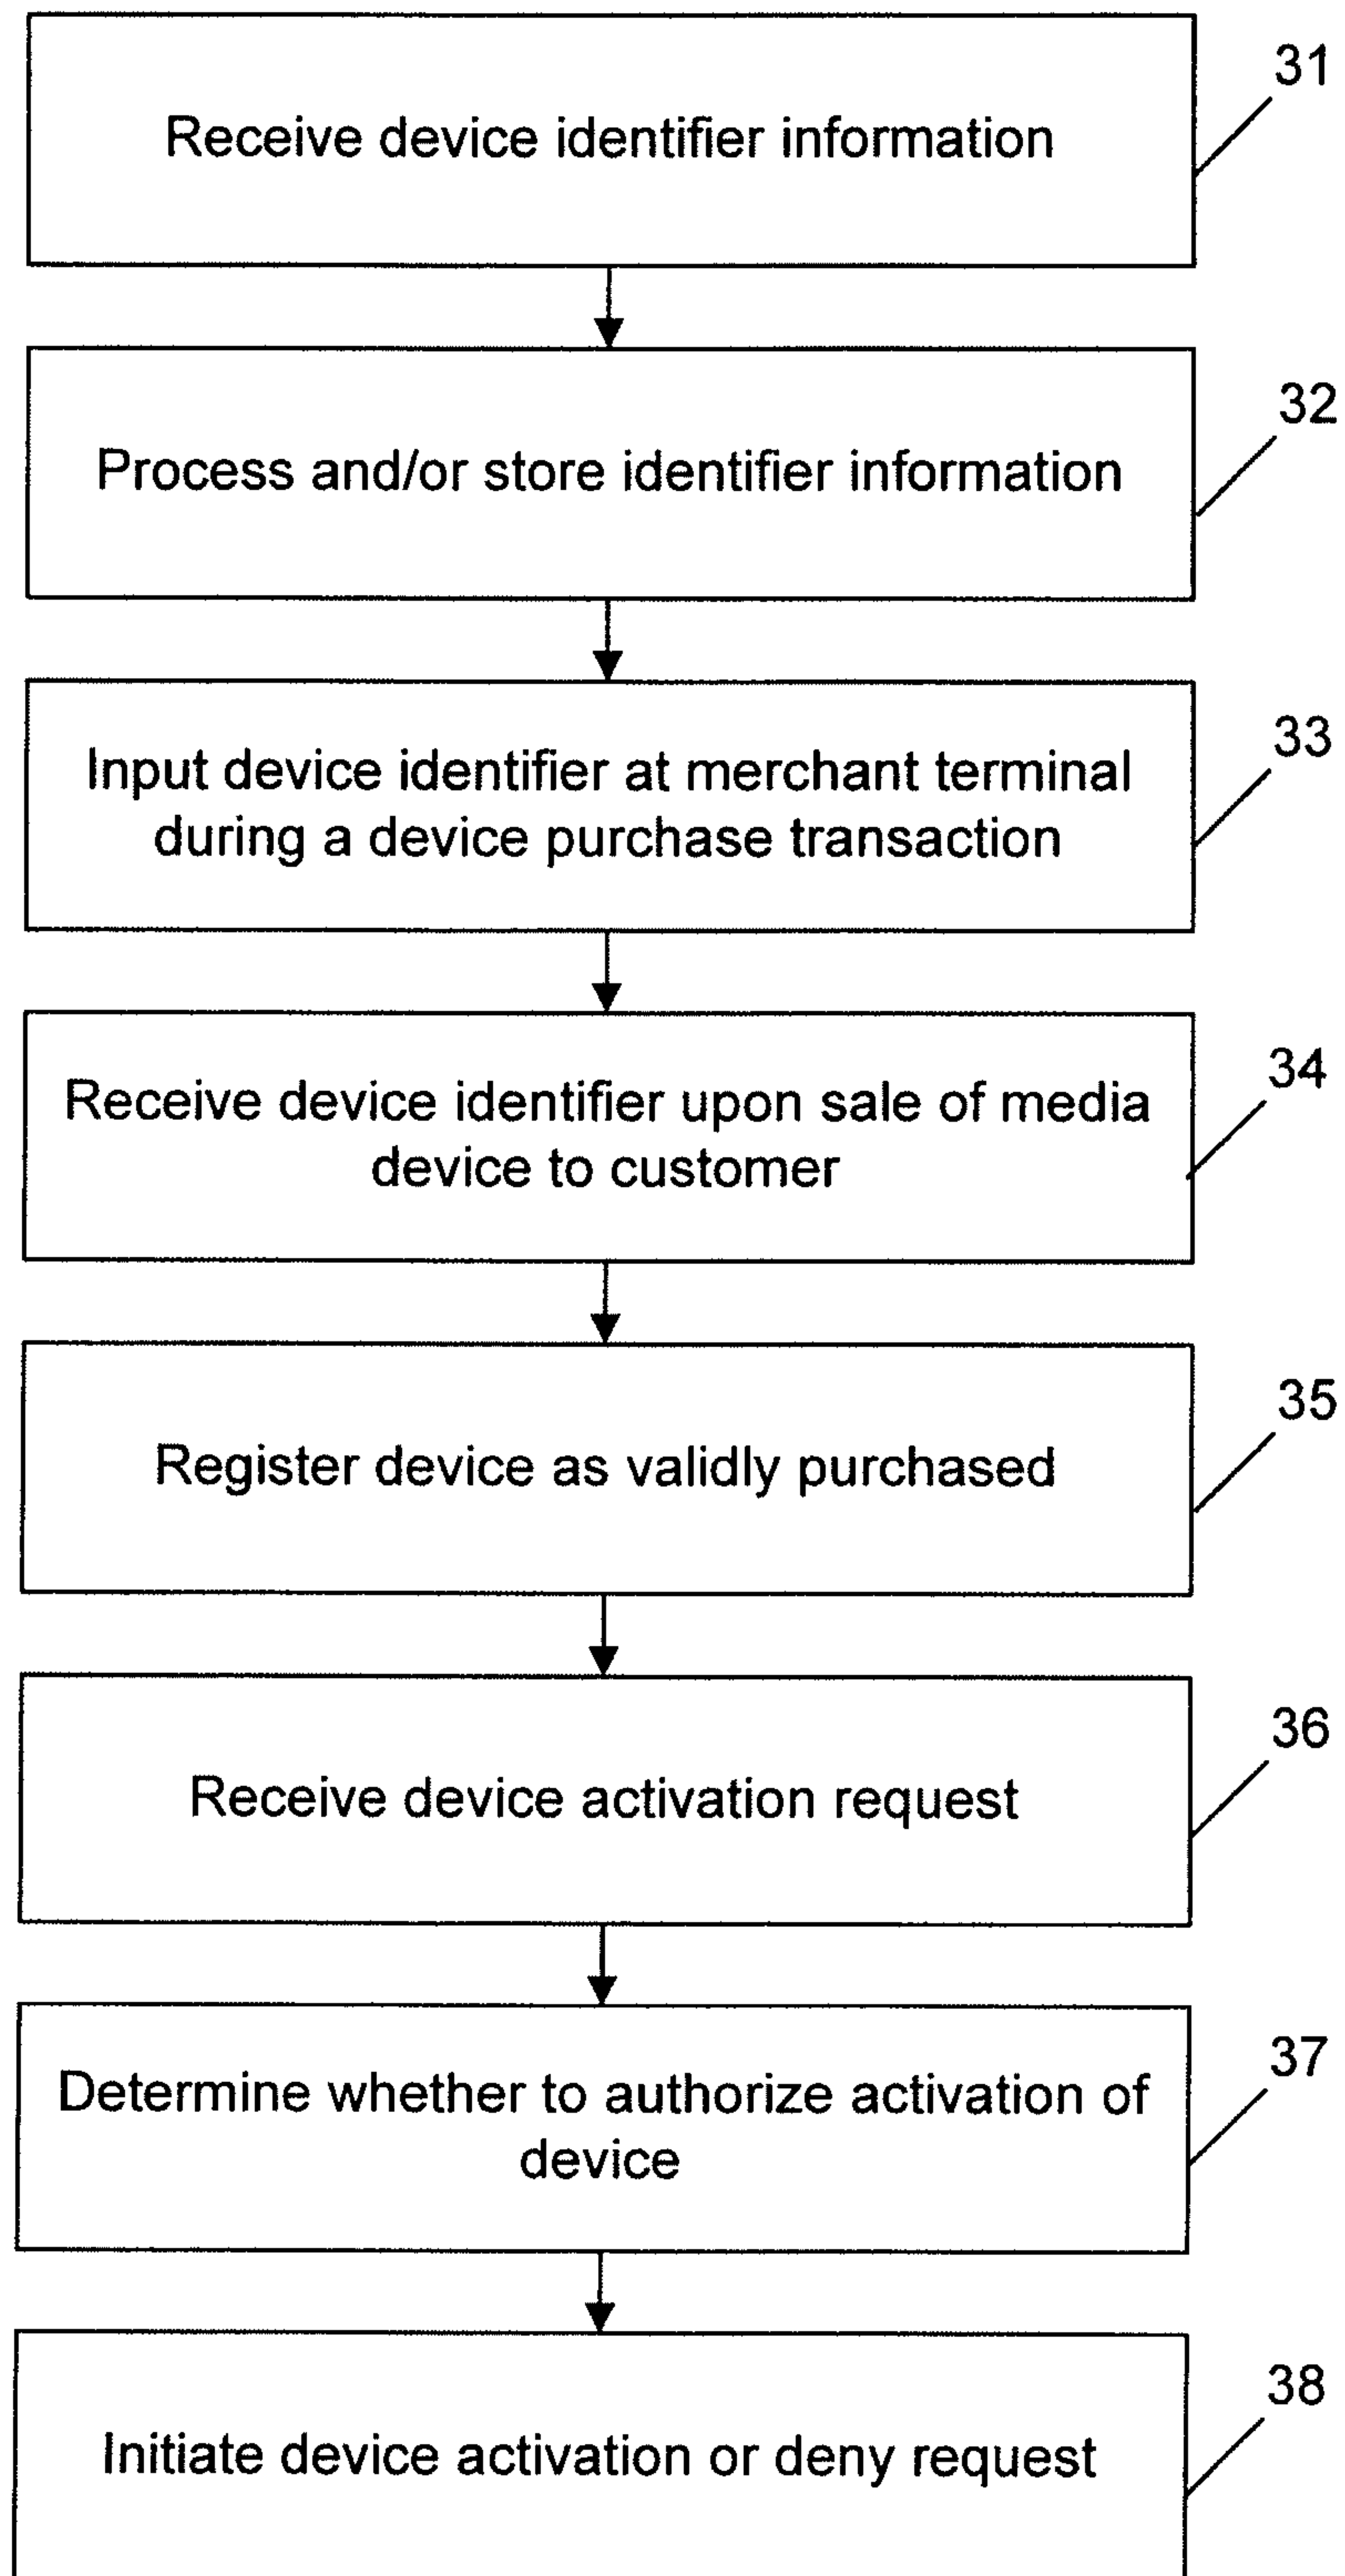 31
Receive device identifier information
32
Process and/or store identifier information
33
Input device identifier at merchant terminal
during a device purchase transaction
34
Receive device identifier upon sale of media
device to customer
35
Register device as validly purchased
36
Receive device activation request
37
Determine whether to authorize activation of
device
38
Initiate device activation or deny request